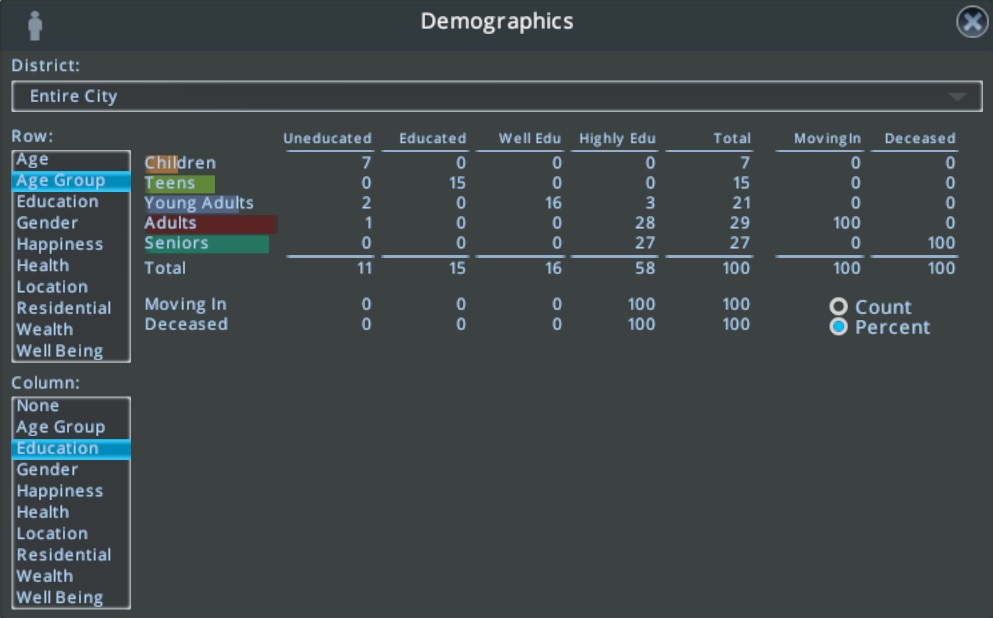 Demographics
District:
Entire City
Row:
Age
Age Group
Education
Gender
Happiness
Health
Location
Residential
Wealth
Well Being
Uneducated Educated Well Edu Highly Edu Total MovingIn Deceased
Children 7 0 0 0 7 0 0
Teens 0 15 0 0 15 0 0
Young Adults 2 0 16 3 21 0 0
Adults 1 0 0 28 29 100 0
Seniors 0 0 0 27 27 0 100
Total 11 15 16 58 100 100 100
Moving In 0 0 0 100 100
Deceased 0 0 0 100 100
Count
Percent
Column:
None
Age Group
Education
Gender
Happiness
Health
Location
Residential
Wealth
Well Being